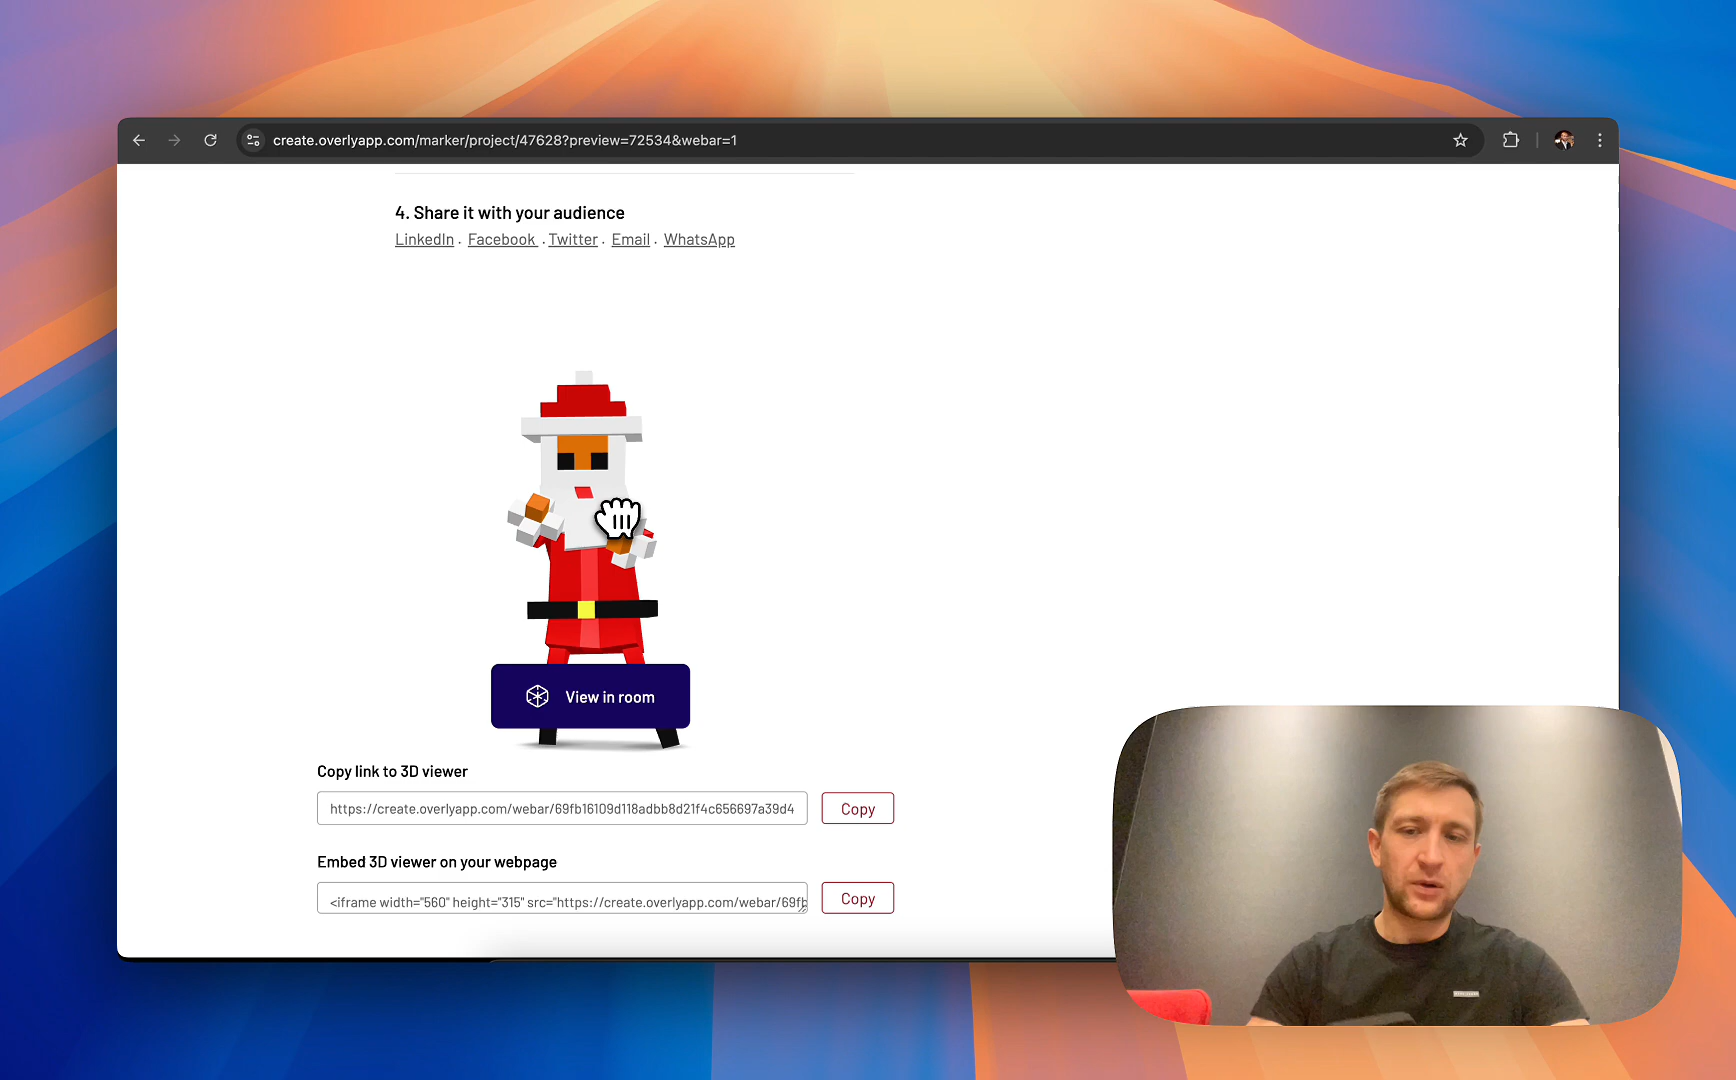 create.overlyapp.com/marker/project/47628?preview=72534&webar=1
4. Share it with your audience
LinkedIn . Facebook . Twitter . Email . WhatsApp
View in room
Copy link to 3D viewer
https://create.overlyapp.com/webar/69fb16109d118adbb8d21f4c656697a39d4
Copy
Embed 3D viewer on your webpage
<iframe width="560" height="315" src="https://create.overlyapp.com/webar/69fb
Copy